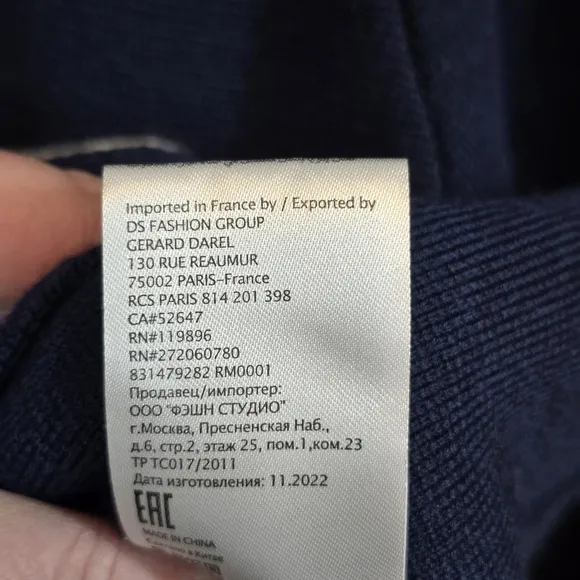 Imported in France by / Exported by
DS FASHION GROUP
GERARD DAREL
130 RUE REAUMUR
75002 PARIS-France
RCS PARIS 814 201 398
CA#52647
RN#119896
RN#272060780
831479282 RM0001
Продавец/импортер:
ООО "ФЭШН СТУДИО"
г.Москва, Пресненская Наб.,
д.6, стр.2, этаж 25, пом.1,ком.23
ТР ТС017/2011
Дата изготовления: 11.2022
EAC
MADE IN CHINA
Сделано в Китае